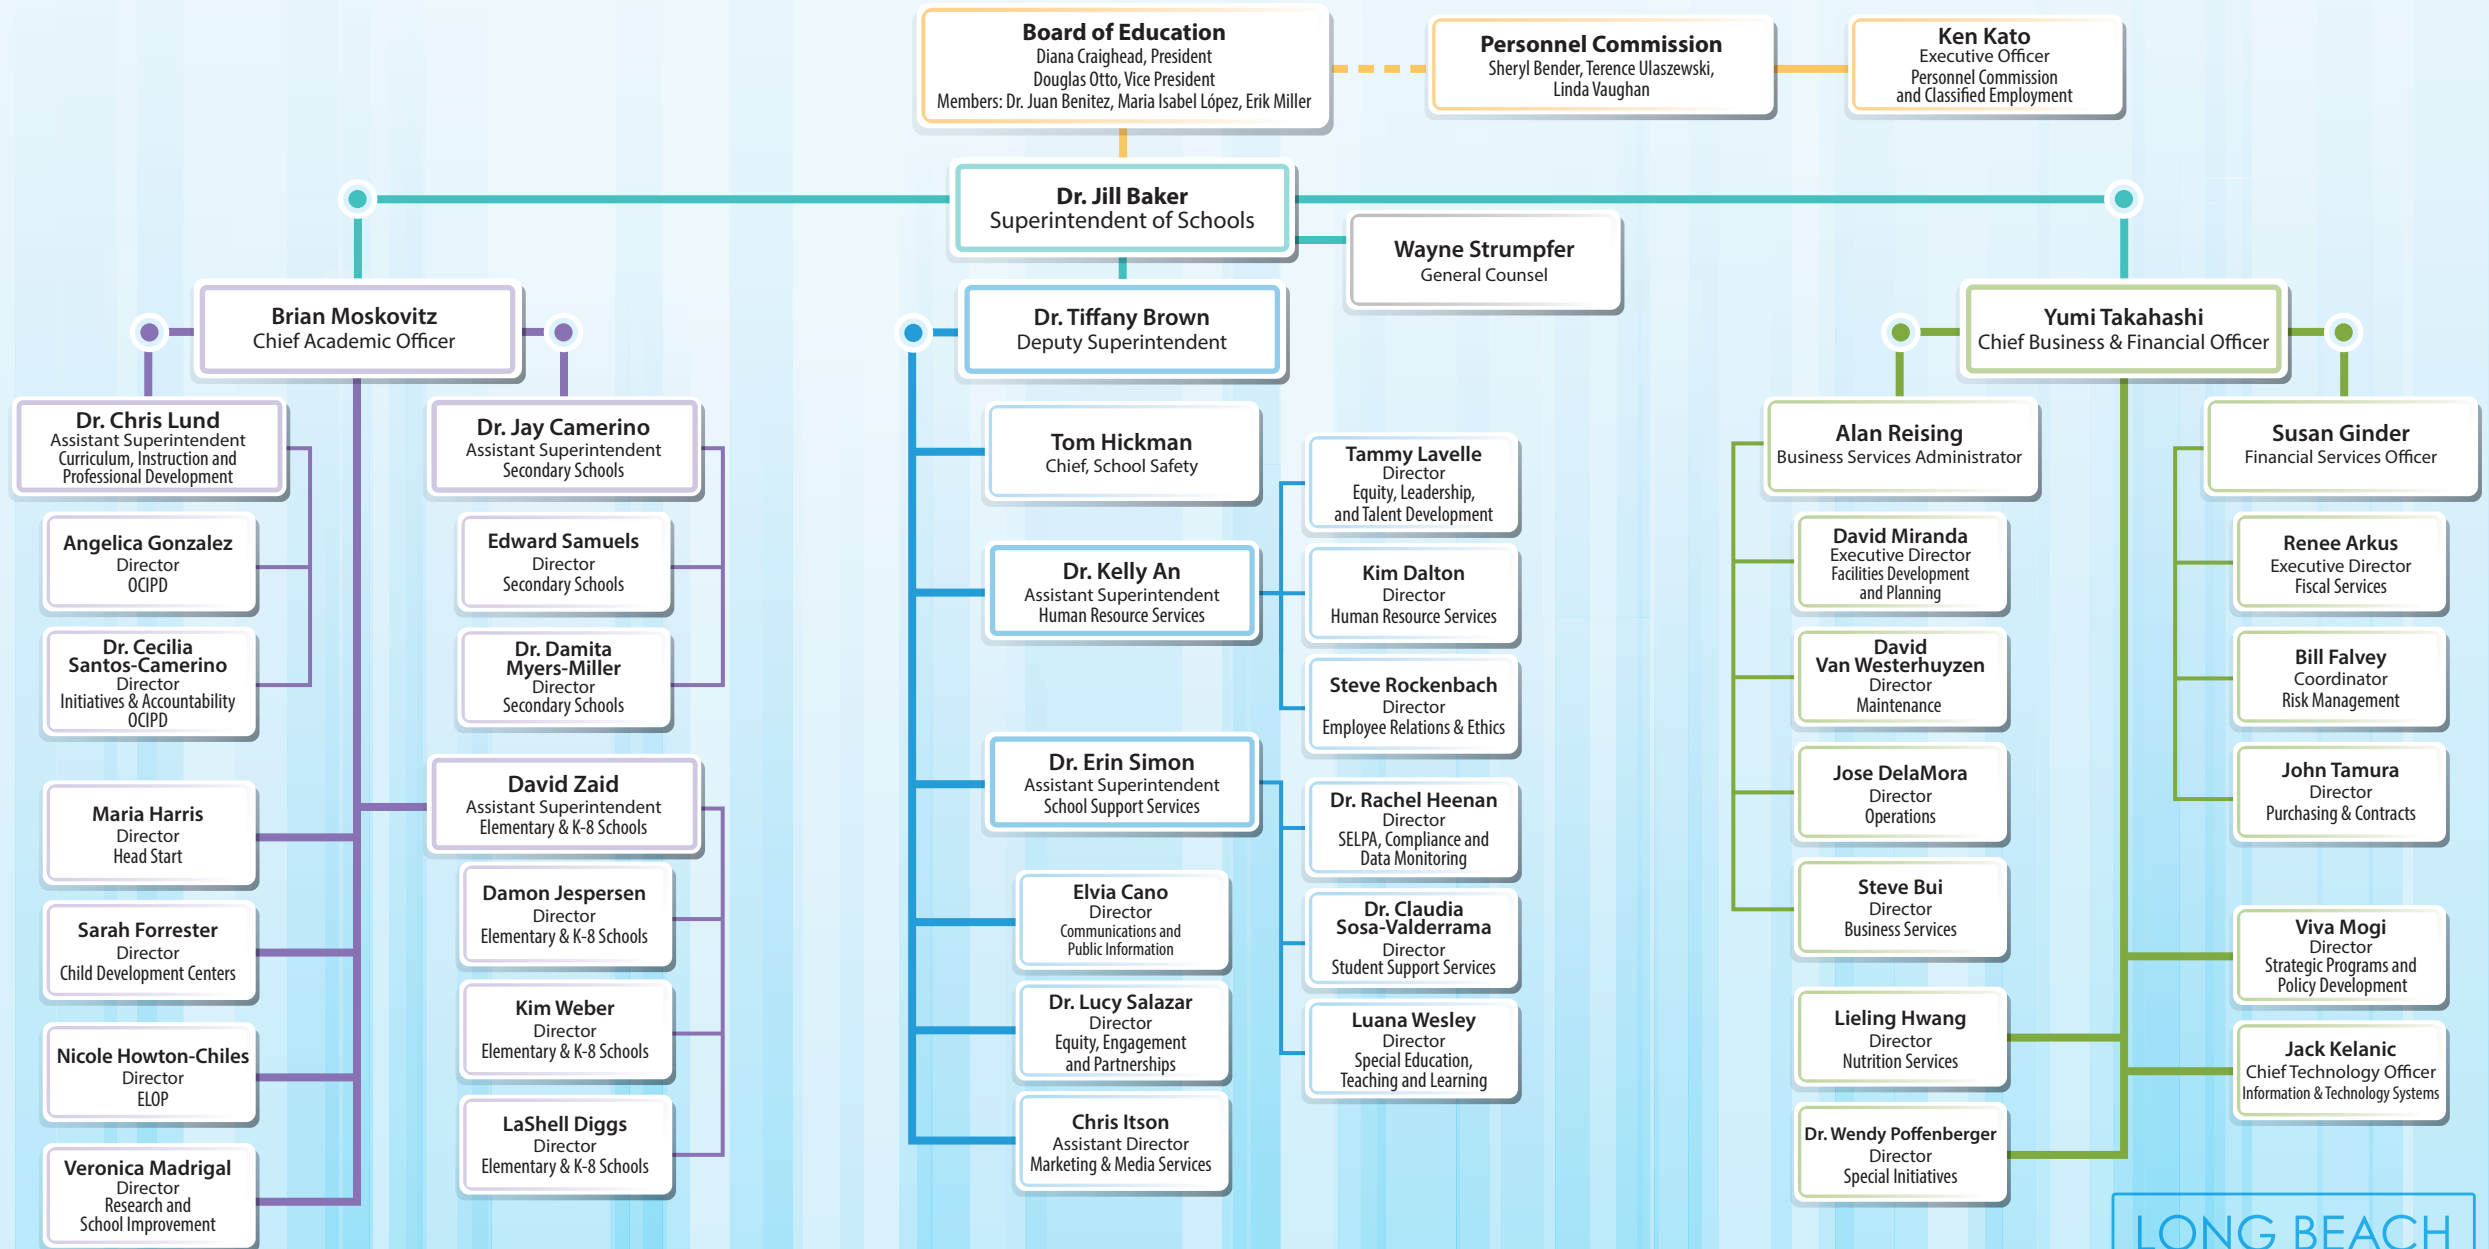 Board of Education
Diana Craighead, President
Douglas Otto, Vice President
Members: Dr. Juan Benitez, Maria Isabel López, Erik Miller
Personnel Commission
Sheryl Bender, Terence Ulaszewski,
Linda Vaughan
Ken Kato
Executive Officer
Personnel Commission
and Classified Employment
Dr. Jill Baker
Superintendent of Schools
Wayne Strumpfer
General Counsel
Brian Moskovitz
Chief Academic Officer
Dr. Chris Lund
Assistant Superintendent
Curriculum, Instruction and
Professional Development
Angelica Gonzalez
Director
OCIPD
Dr. Cecilia
Santos-Camerino
Director
Initiatives & Accountability
OCIPD
Maria Harris
Director
Head Start
Sarah Forrester
Director
Child Development Centers
Nicole Howton-Chiles
Director
ELOP
Veronica Madrigal
Director
Research and
School Improvement
Dr. Jay Camerino
Assistant Superintendent
Secondary Schools
Edward Samuels
Director
Secondary Schools
Dr. Damita
Myers-Miller
Director
Secondary Schools
David Zaid
Assistant Superintendent
Elementary & K-8 Schools
Damon Jespersen
Director
Elementary & K-8 Schools
Kim Weber
Director
Elementary & K-8 Schools
LaShell Diggs
Director
Elementary & K-8 Schools
Dr. Tiffany Brown
Deputy Superintendent
Tom Hickman
Chief, School Safety
Dr. Kelly An
Assistant Superintendent
Human Resource Services
Tammy Lavelle
Director
Equity, Leadership,
and Talent Development
Kim Dalton
Director
Human Resource Services
Steve Rockenbach
Director
Employee Relations & Ethics
Dr. Erin Simon
Assistant Superintendent
School Support Services
Dr. Rachel Heenan
Director
SELPA, Compliance and
Data Monitoring
Dr. Claudia
Sosa-Valderrama
Director
Student Support Services
Luana Wesley
Director
Special Education,
Teaching and Learning
Elvia Cano
Director
Communications and
Public Information
Dr. Lucy Salazar
Director
Equity, Engagement
and Partnerships
Chris Itson
Assistant Director
Marketing & Media Services
Yumi Takahashi
Chief Business & Financial Officer
Alan Reising
Business Services Administrator
David Miranda
Executive Director
Facilities Development
and Planning
David
Van Westerhuyzen
Director
Maintenance
Jose DelaMora
Director
Operations
Steve Bui
Director
Business Services
Lieling Hwang
Director
Nutrition Services
Dr. Wendy Poffenberger
Director
Special Initiatives
Susan Ginder
Financial Services Officer
Renee Arkus
Executive Director
Fiscal Services
Bill Falvey
Coordinator
Risk Management
John Tamura
Director
Purchasing & Contracts
Viva Mogi
Director
Strategic Programs and
Policy Development
Jack Kelanic
Chief Technology Officer
Information & Technology Systems
LONG BEACH